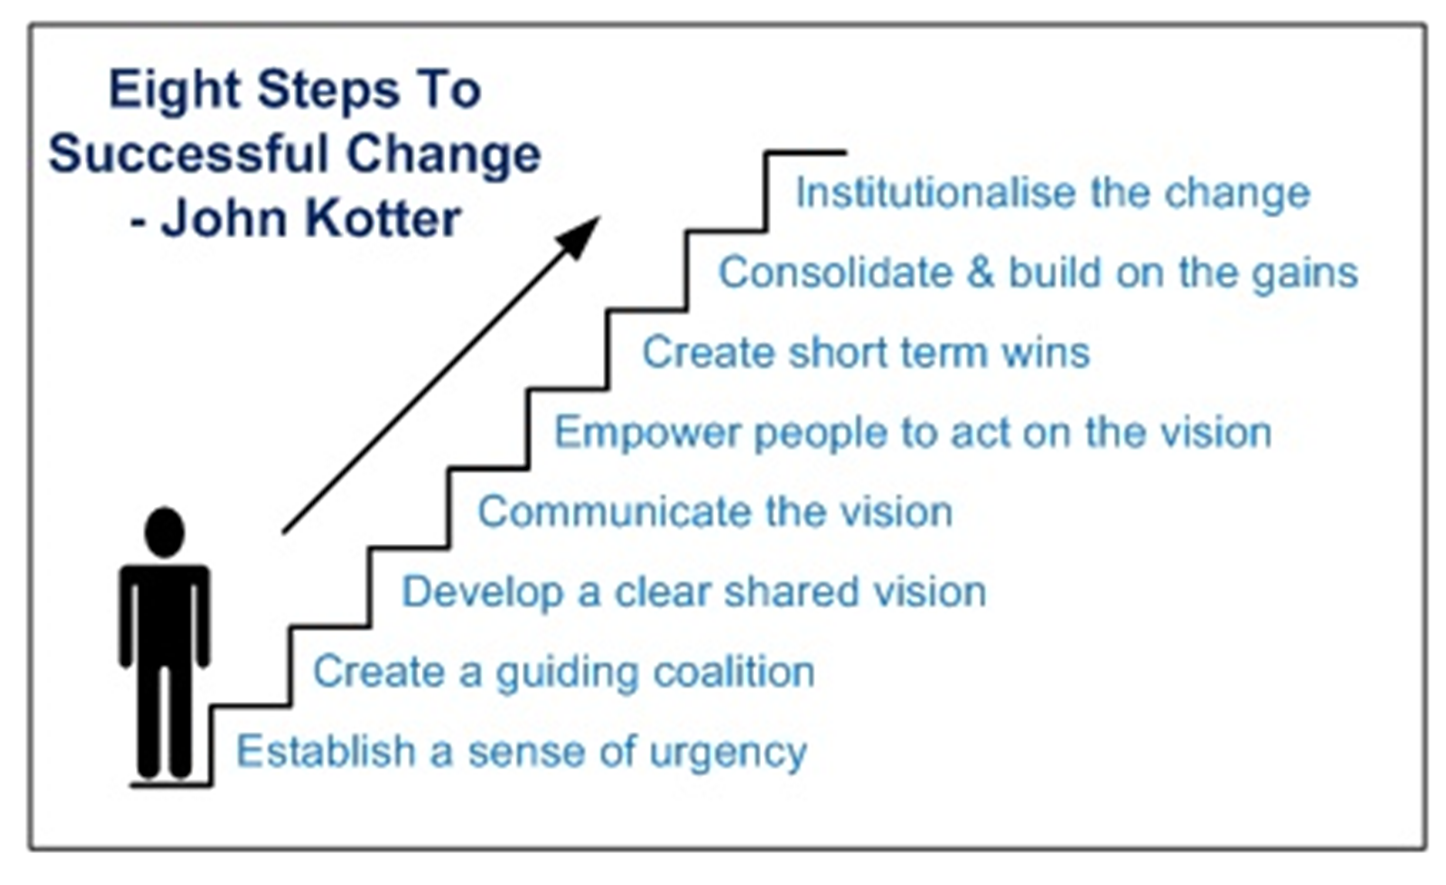 Eight Steps To
Successful Change
- John Kotter
Institutionalise the change
Consolidate & build on the gains
Create short term wins
Empower people to act on the vision
Communicate the vision
Develop a clear shared vision
Create a guiding coalition
Establish a sense of urgency